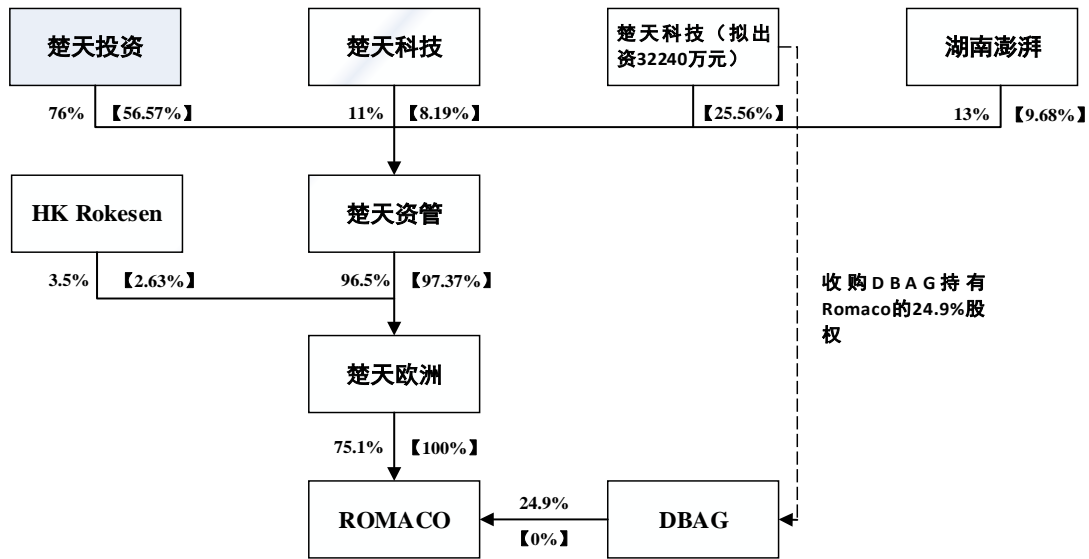 楚天投资
楚天科技
楚天科技（拟出
资32240万元）
湖南澎湃
76% 【56.57%】
11% 【8.19%】
【25.56%】
13% 【9.68%】
HK Rokesen
楚天资管
3.5% 【2.63%】
96.5% 【97.37%】
收购DBAG持有
Romaco的24.9%股
权
楚天欧洲
75.1% 【100%】
ROMACO
24.9%
【0%】
DBAG